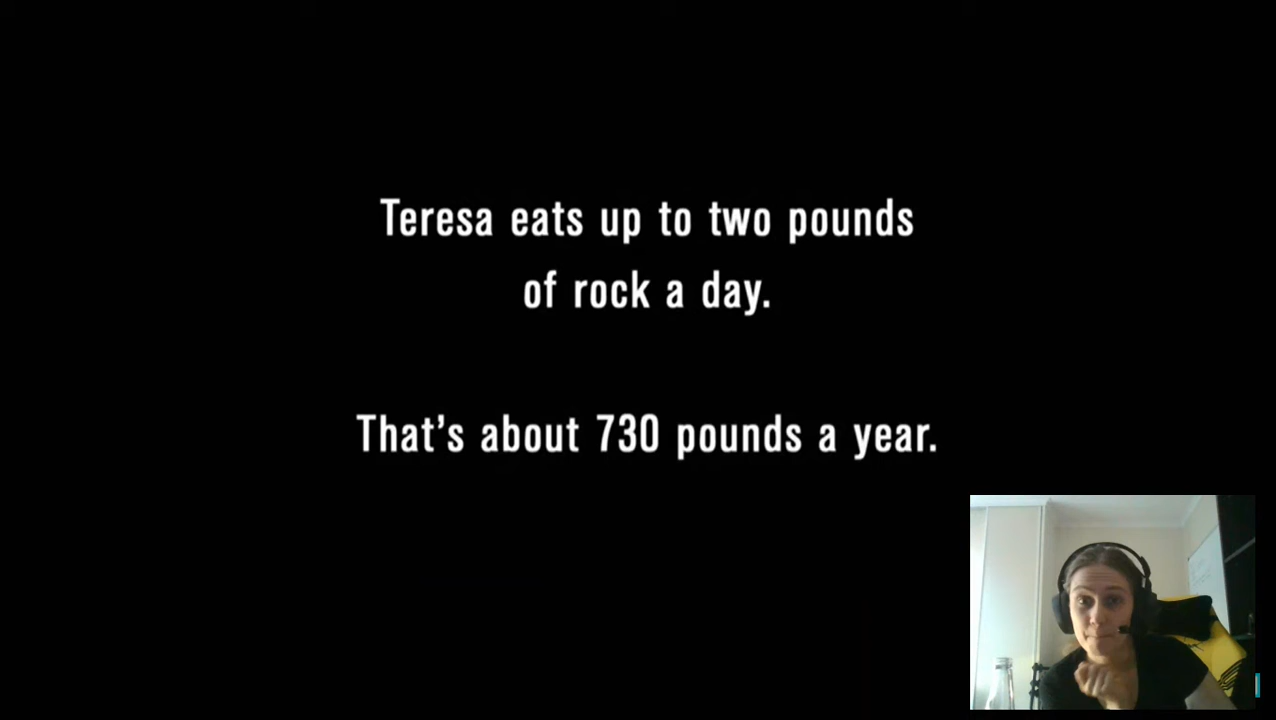 Teresa eats up to two pounds
of rock a day.
That's about 730 pounds a year.